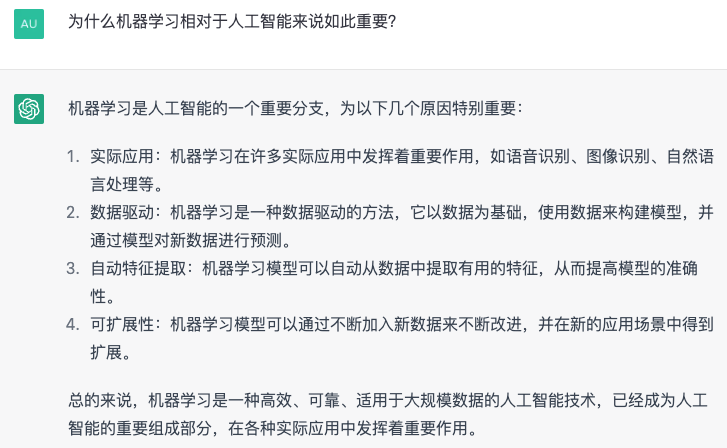 AU
为什么机器学习相对于人工智能来说如此重要?
机器学习是人工智能的一个重要分支，为以下几个原因特别重要：
1. 实际应用：机器学习在许多实际应用中发挥着重要作用，如语音识别、图像识别、自然语
言处理等。
2. 数据驱动：机器学习是一种数据驱动的方法，它以数据为基础，使用数据来构建模型，并
通过模型对新数据进行预测。
3. 自动特征提取：机器学习模型可以自动从数据中提取有用的特征，从而提高模型的准确
性。
4. 可扩展性：机器学习模型可以通过不断加入新数据来不断改进，并在新的应用场景中得到
扩展。
总的来说，机器学习是一种高效、可靠、适用于大规模数据的人工智能技术，已经成为人工
智能的重要组成部分，在各种实际应用中发挥着重要作用。